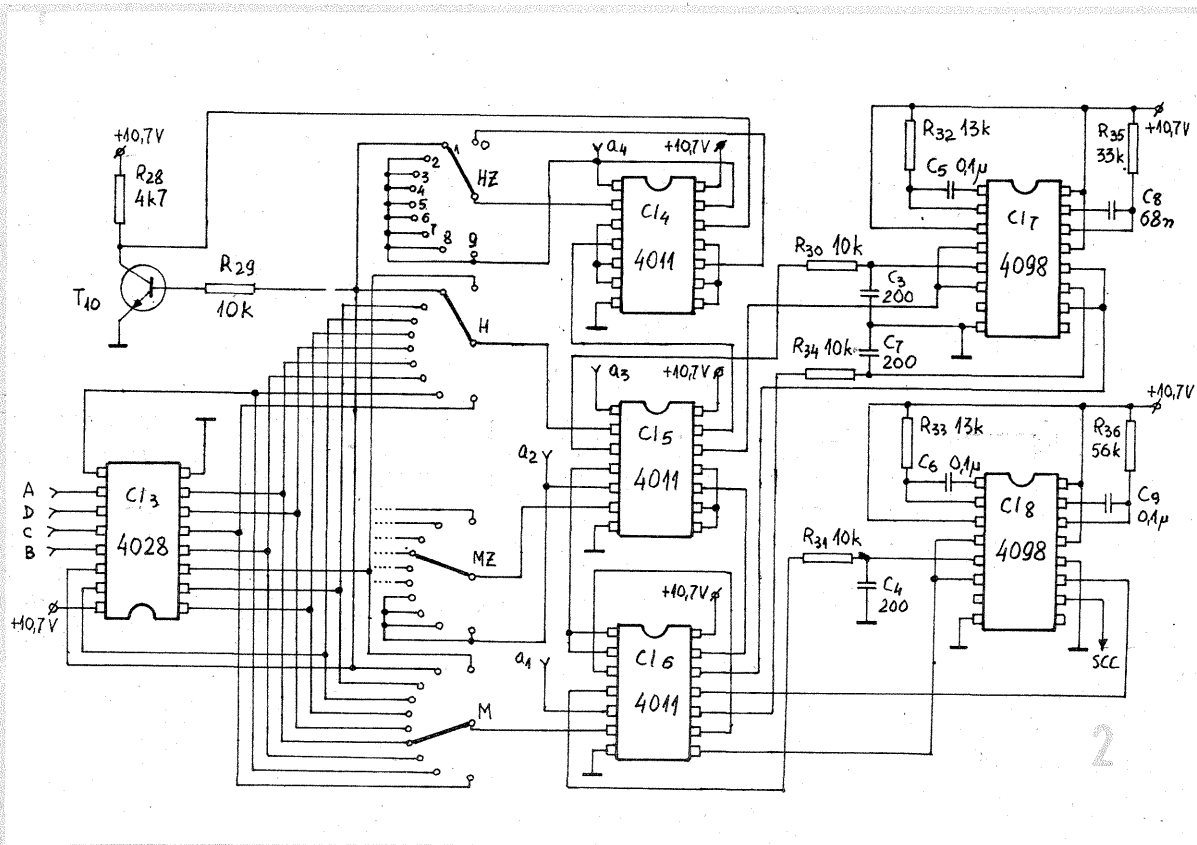 +10,7V
R28
4k7
T10
R29
10k
1
0
2
3
4
5
6
7
8
9
HZ
H
MZ
M
a4
+10,7V
CI4
4011
a3
+10,7V
CI5
4011
a2
+10,7V
CI6
4011
a1
A
D
C
B
CI3
4028
+10,7V
R30 10k
C3
200
R34 10k
C7
200
R32 13k
C5 0,1µ
CI7
4098
R35
33k
+10,7V
C8
68n
R31 10k
C4
200
R33 13k
C6 0,1µ
CI8
4098
+10,7V
R36
56k
C9
0,1µ
SCC
2